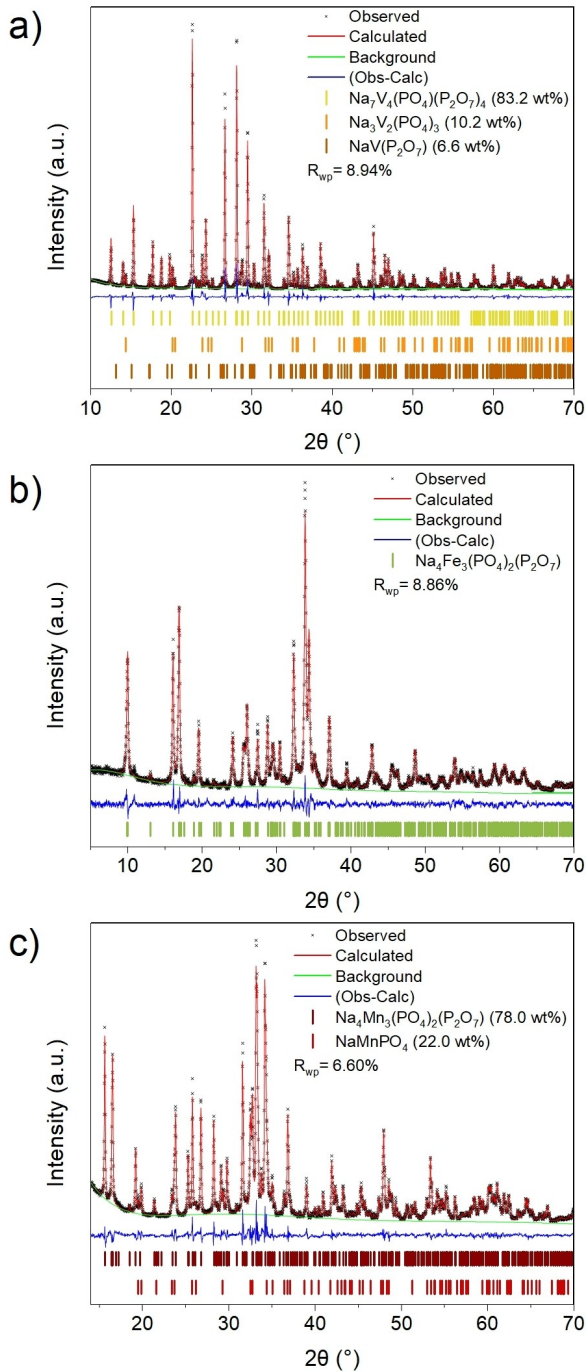 a)
Observed
Calculated
Background
(Obs-Calc)
Na₇V₄(PO₄)(P₂O₇)₄ (83.2 wt%)
Na₃V₂(PO₄)₃ (10.2 wt%)
NaV(P₂O₇) (6.6 wt%)
R_wp= 8.94%
Intensity (a.u.)
10 20 30 40 50 60 70
2θ (°)
b)
Observed
Calculated
Background
(Obs-Calc)
Na₄Fe₃(PO₄)₂(P₂O₇)
R_wp= 8.86%
Intensity (a.u.)
10 20 30 40 50 60 70
2θ (°)
c)
Observed
Calculated
Background
(Obs-Calc)
Na₄Mn₃(PO₄)₂(P₂O₇) (78.0 wt%)
NaMnPO₄ (22.0 wt%)
R_wp= 6.60%
Intensity (a.u.)
20 30 40 50 60 70
2θ (°)